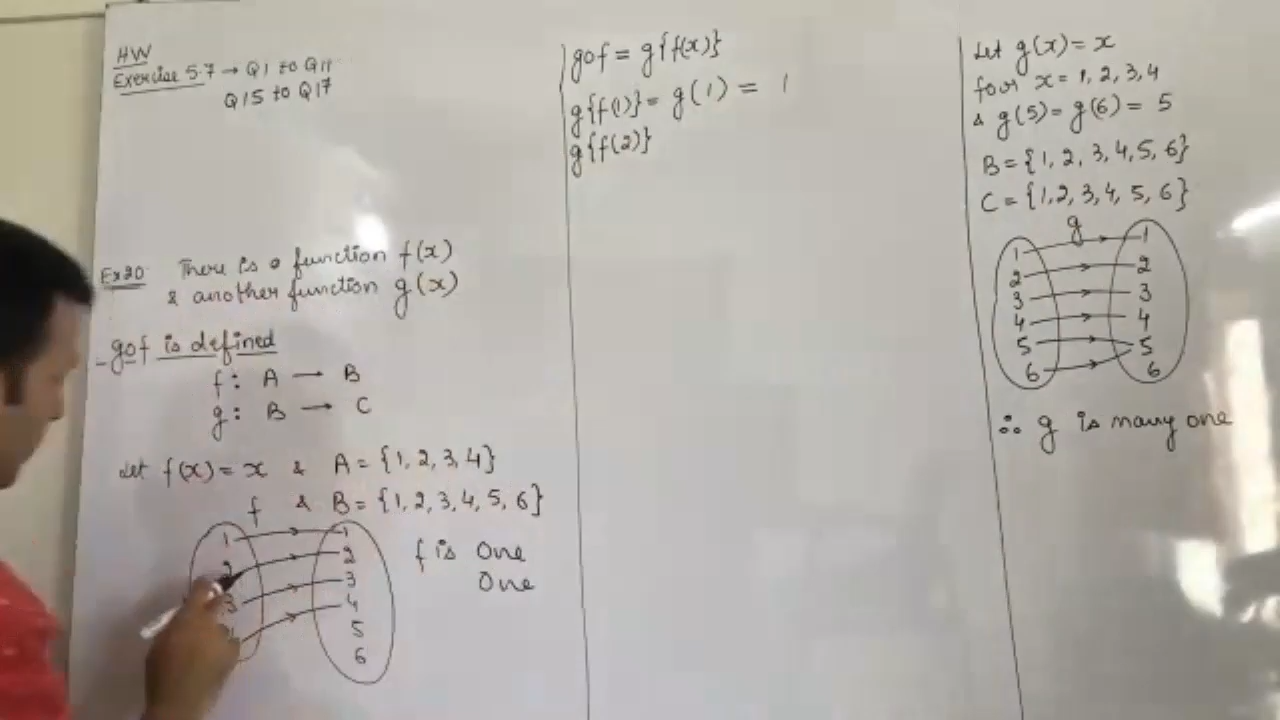 HW
Exercise 5.7 → Q1 to Q11
Q15 to Q17
Ex 20 There is a function f(x)
& another function g(x)
- gof is defined
f : A → B
g : B → C
Let f(x) = x & A = {1, 2, 3, 4}
f & B = {1, 2, 3, 4, 5, 6}
1 1
2 2
3 3
4
5
6
f is One
One
gof = g{f(x)}
g{f(1)} = g(1) = 1
g{f(2)}
Let g(x) = x
for x = 1, 2, 3, 4
& g(5) = g(6) = 5
B = {1, 2, 3, 4, 5, 6}
C = {1, 2, 3, 4, 5, 6}
g
1 1
2 2
3 3
4 4
5 5
6 6
∴ g is many one